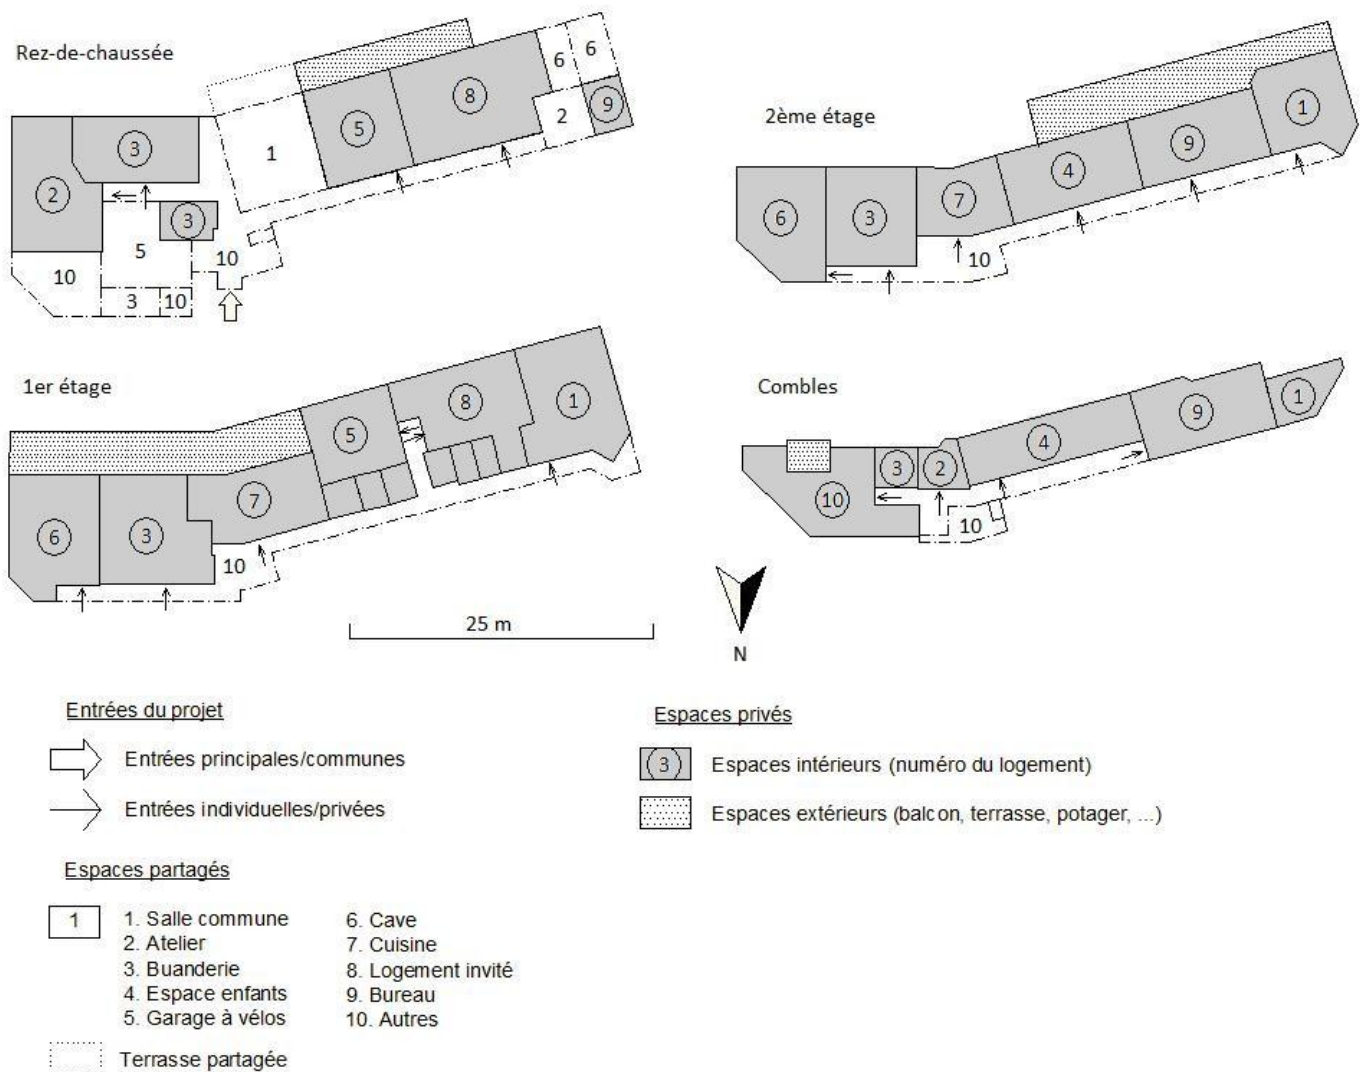 Rez-de-chaussée
6
6
8
9
5
2
1
3
2
3
5
10
10
3
10
2ème étage
1
9
4
7
6
3
10
1er étage
8
1
5
7
6
3
10
Combles
1
9
4
3
2
10
10
25 m
N
Entrées du projet
Entrées principales/communes
Entrées individuelles/privées
Espaces privés
3 Espaces intérieurs (numéro du logement)
Espaces extérieurs (balcon, terrasse, potager, ...)
Espaces partagés
1
1. Salle commune
2. Atelier
3. Buanderie
4. Espace enfants
5. Garage à vélos
6. Cave
7. Cuisine
8. Logement invité
9. Bureau
10. Autres
Terrasse partagée